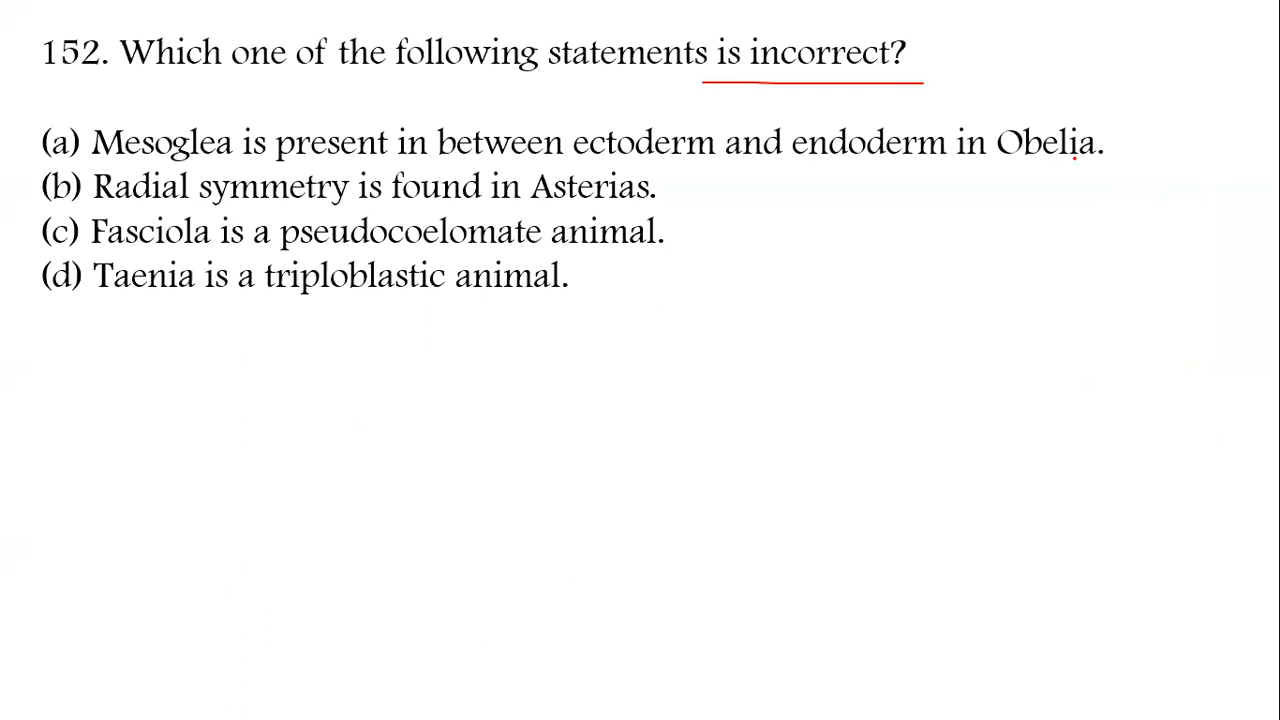 152. Which one of the following statements is incorrect?
(a) Mesoglea is present in between ectoderm and endoderm in Obelia.
(b) Radial symmetry is found in Asterias.
(c) Fasciola is a pseudocoelomate animal.
(d) Taenia is a triploblastic animal.